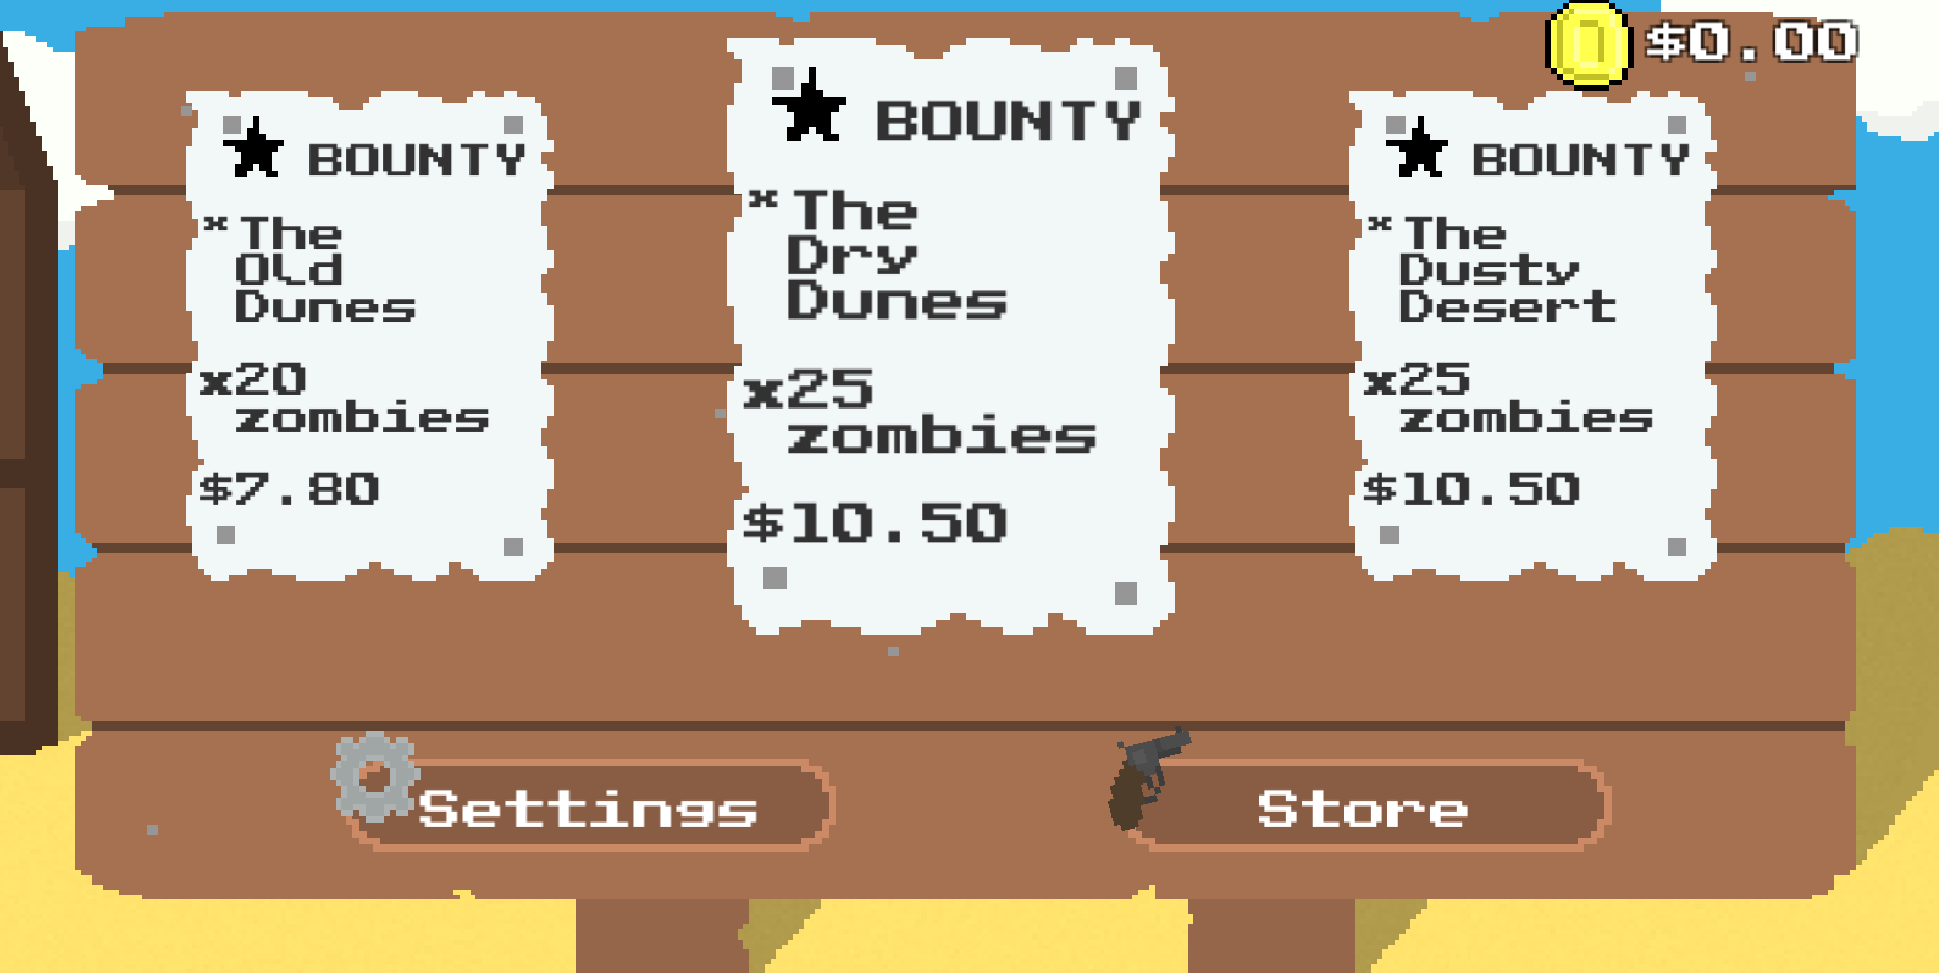 $0.00
BOUNTY
*The
Old
Dunes
x20
zombies
$7.80
BOUNTY
*The
Dry
Dunes
x25
zombies
$10.50
BOUNTY
*The
Dusty
Desert
x25
zombies
$10.50
Settings
Store